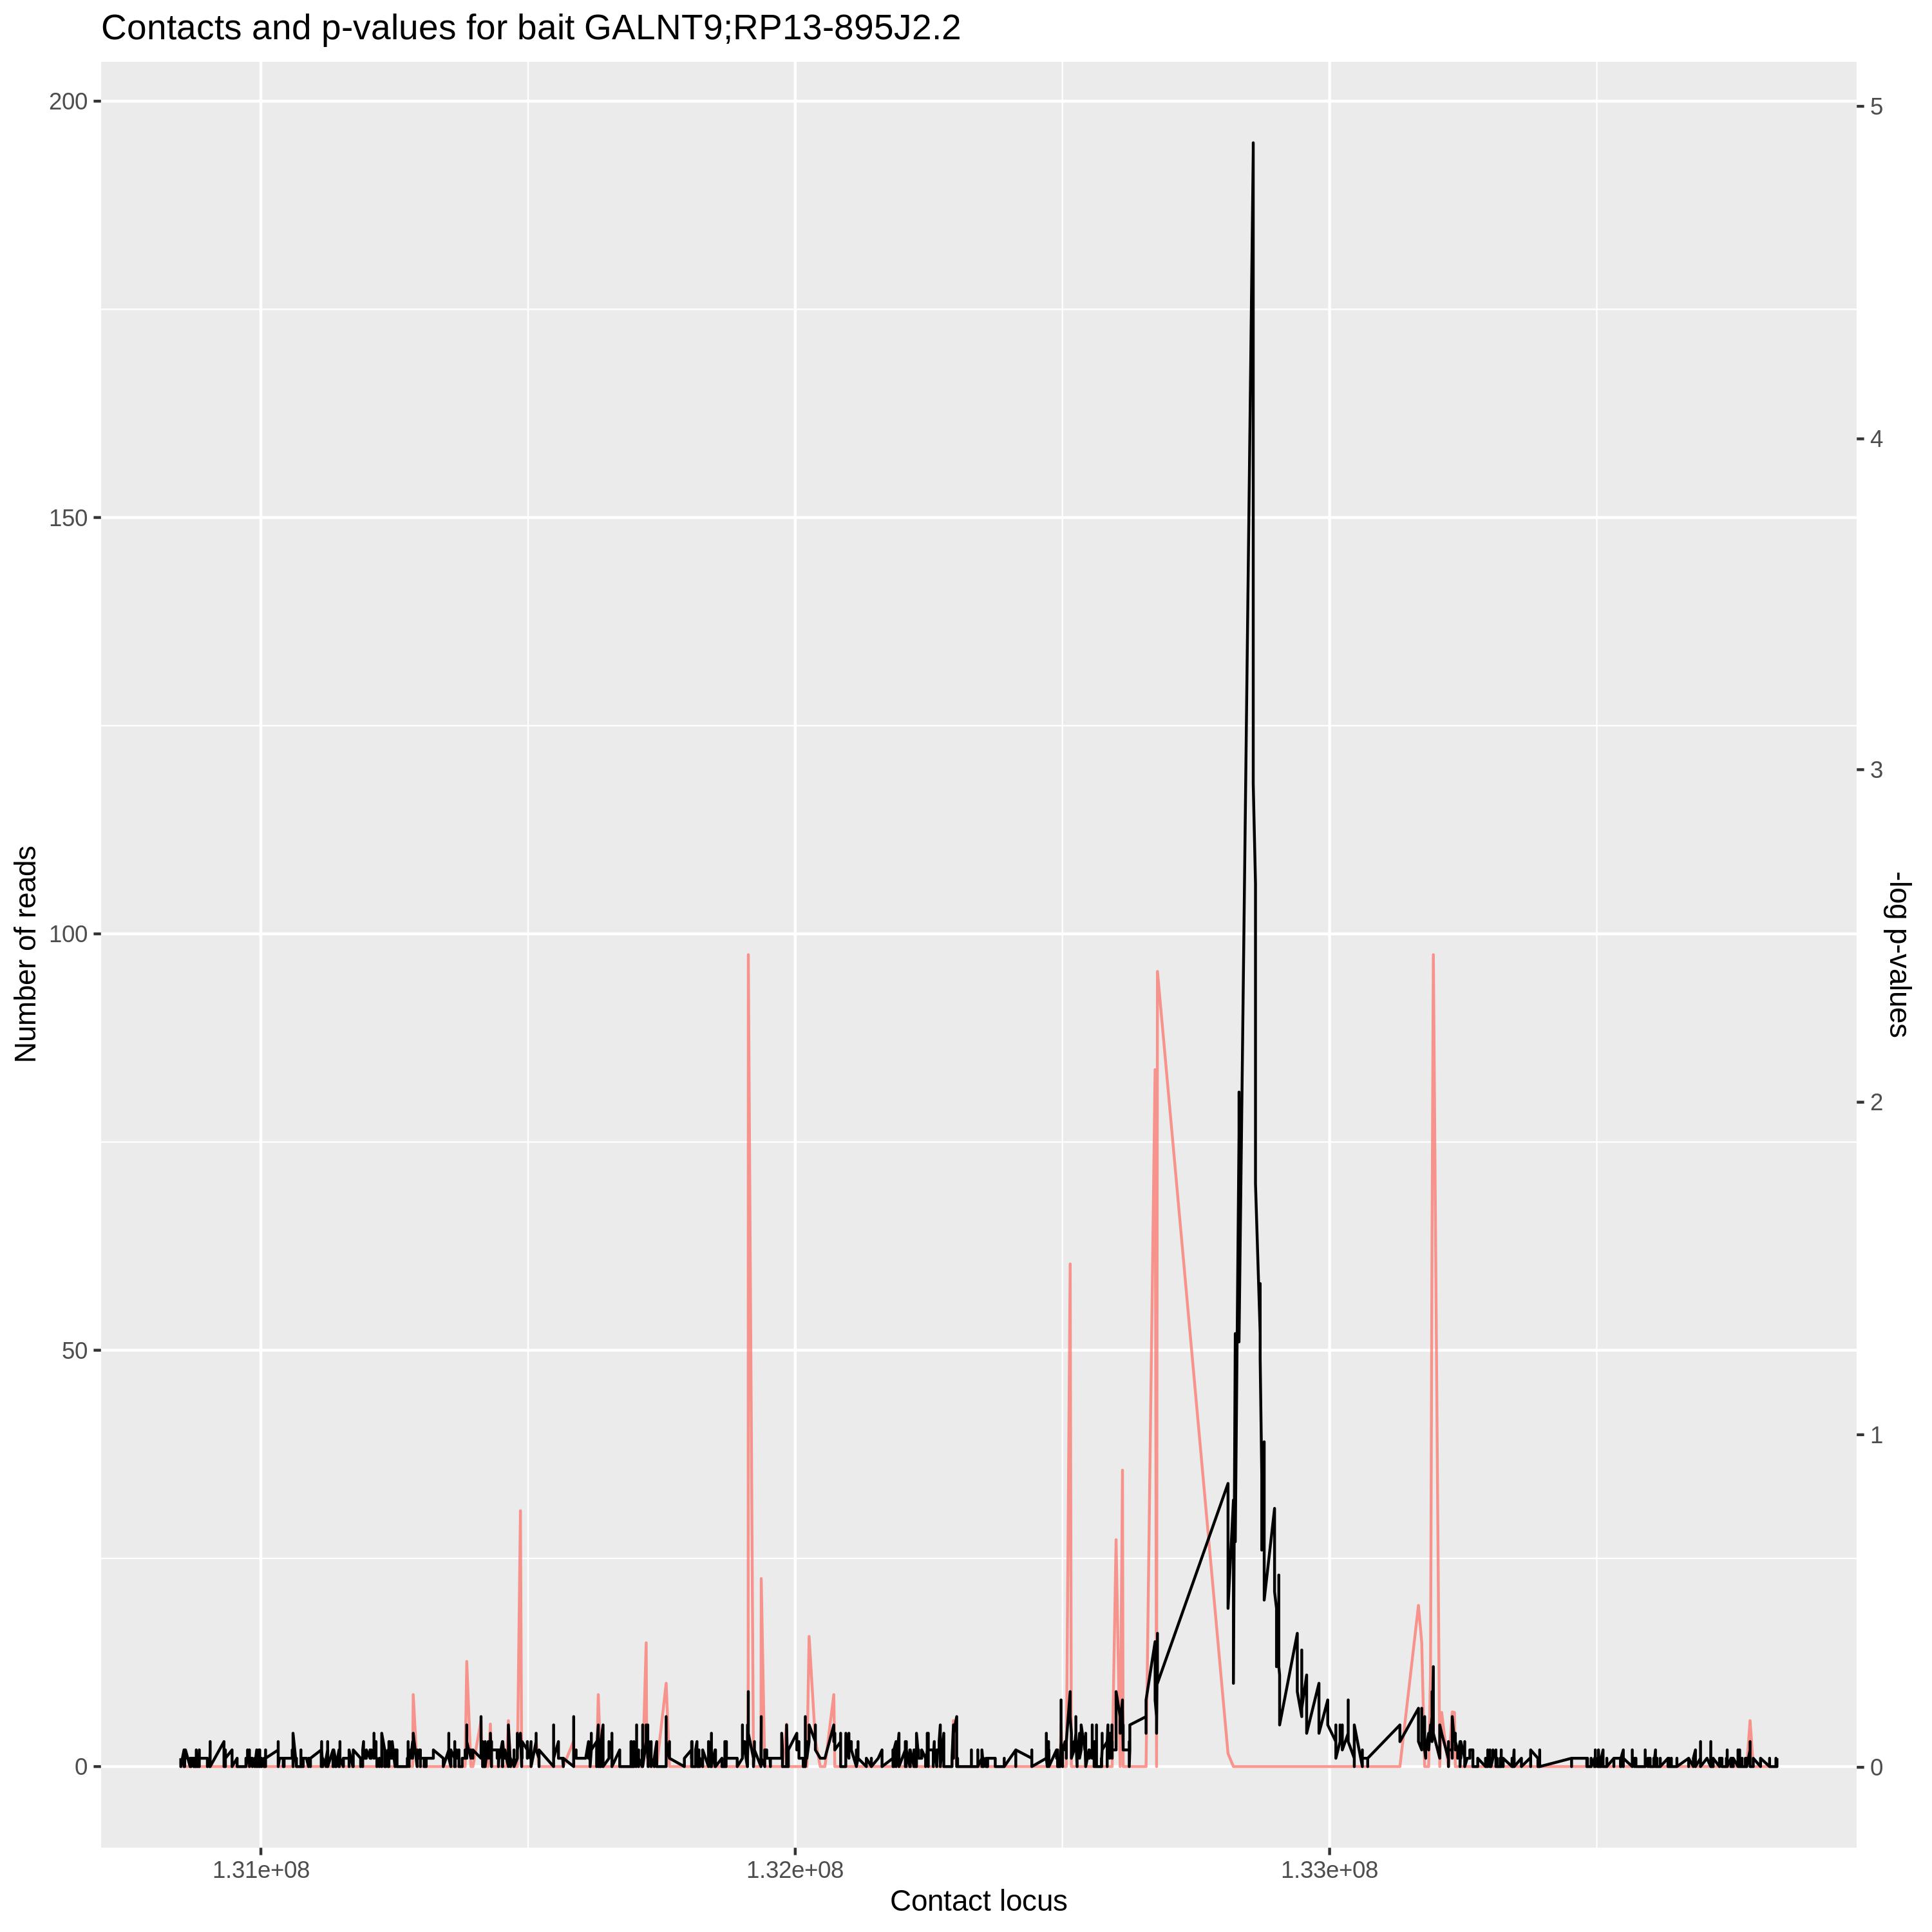 Contacts and p-values for bait GALNT9;RP13-895J2.2
200
150
100
50
0
Number of reads
5
4
3
2
1
0
-log p-values
1.31e+08
1.32e+08
1.33e+08
Contact locus